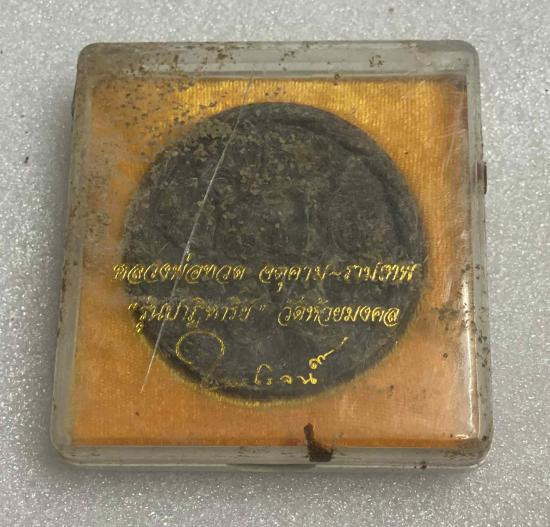 หลวงพ่อทวด จตุคาม~รามเทพ
"รุ่นปาฏิหาริย์" วัดห้วยมงคล